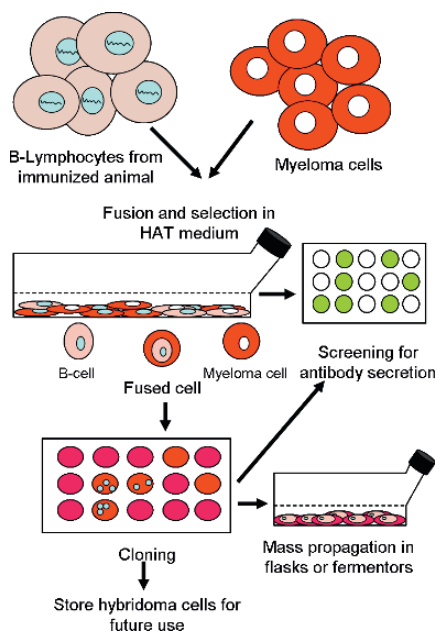 B-Lymphocytes from
immunized animal
Myeloma cells
Fusion and selection in
HAT medium
B-cell
Fused cell
Myeloma cell
Screening for
antibody secretion
Cloning
Mass propagation in
flasks or fermentors
Store hybridoma cells for
future use